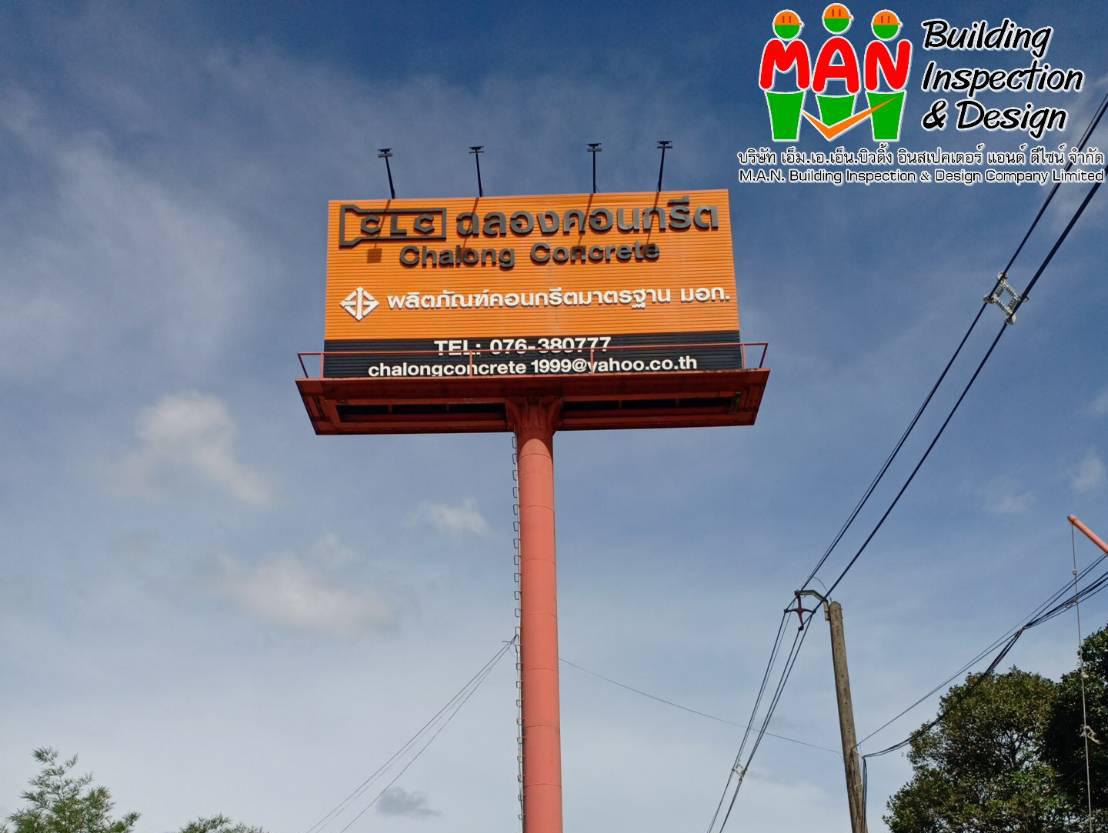 CLC ฉลองคอนกรีต
Chalong Concrete
ผลิตภัณฑ์คอนกรีตมาตรฐาน มอก.
TEL: 076-380777
chalongconcrete1999@yahoo.co.th
MAN Building
Inspection
& Design
บริษัท เอ็ม.เอ.เอ็น.บิวดิ้ง อินสเปคเตอร์ แอนด์ ดีไซน์ จำกัด
M.A.N. Building Inspection & Design Company Limited